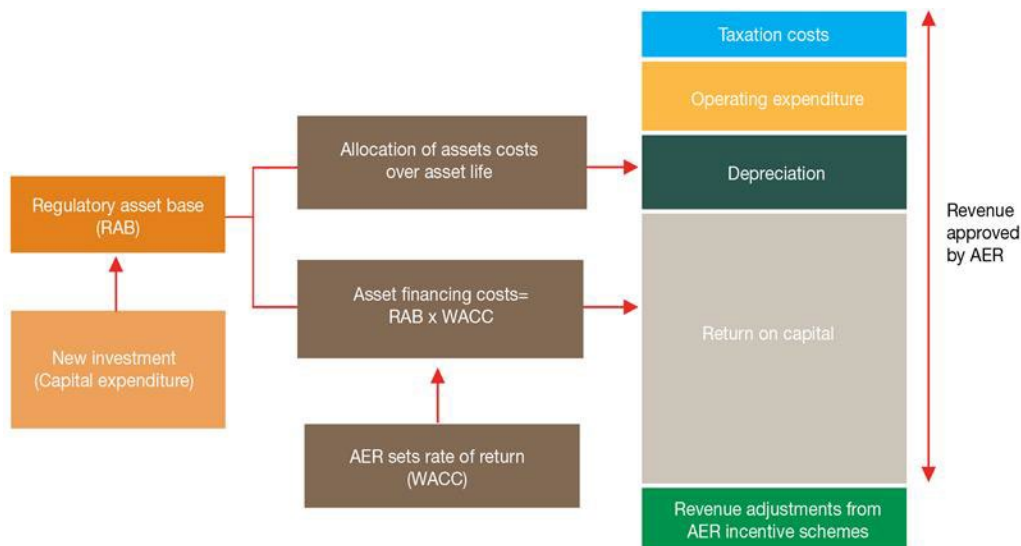 Regulatory asset base
(RAB)
New investment
(Capital expenditure)
Allocation of assets costs
over asset life
Asset financing costs=
RAB x WACC
AER sets rate of return
(WACC)
Taxation costs
Operating expenditure
Depreciation
Return on capital
Revenue adjustments from
AER incentive schemes
Revenue
approved
by AER